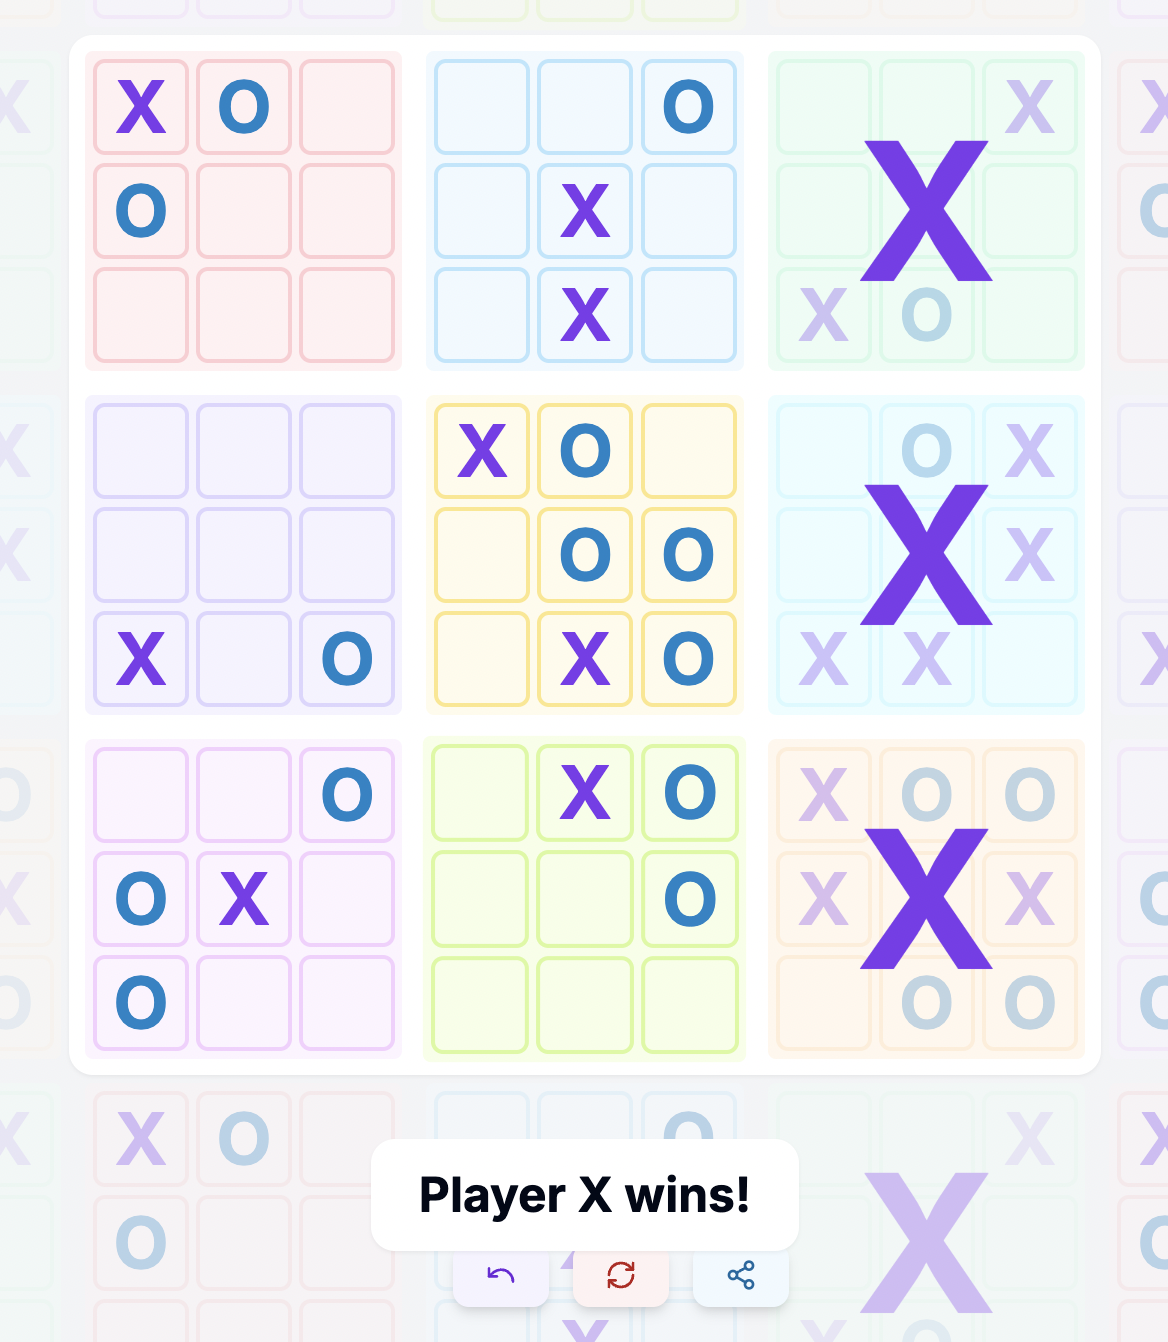 X O O X X
O X X
X X O
X O O X
O O X
X O X O X X
O X O X O O
O X O X X
O O O
X O O X
Player X wins!
O
X
X O